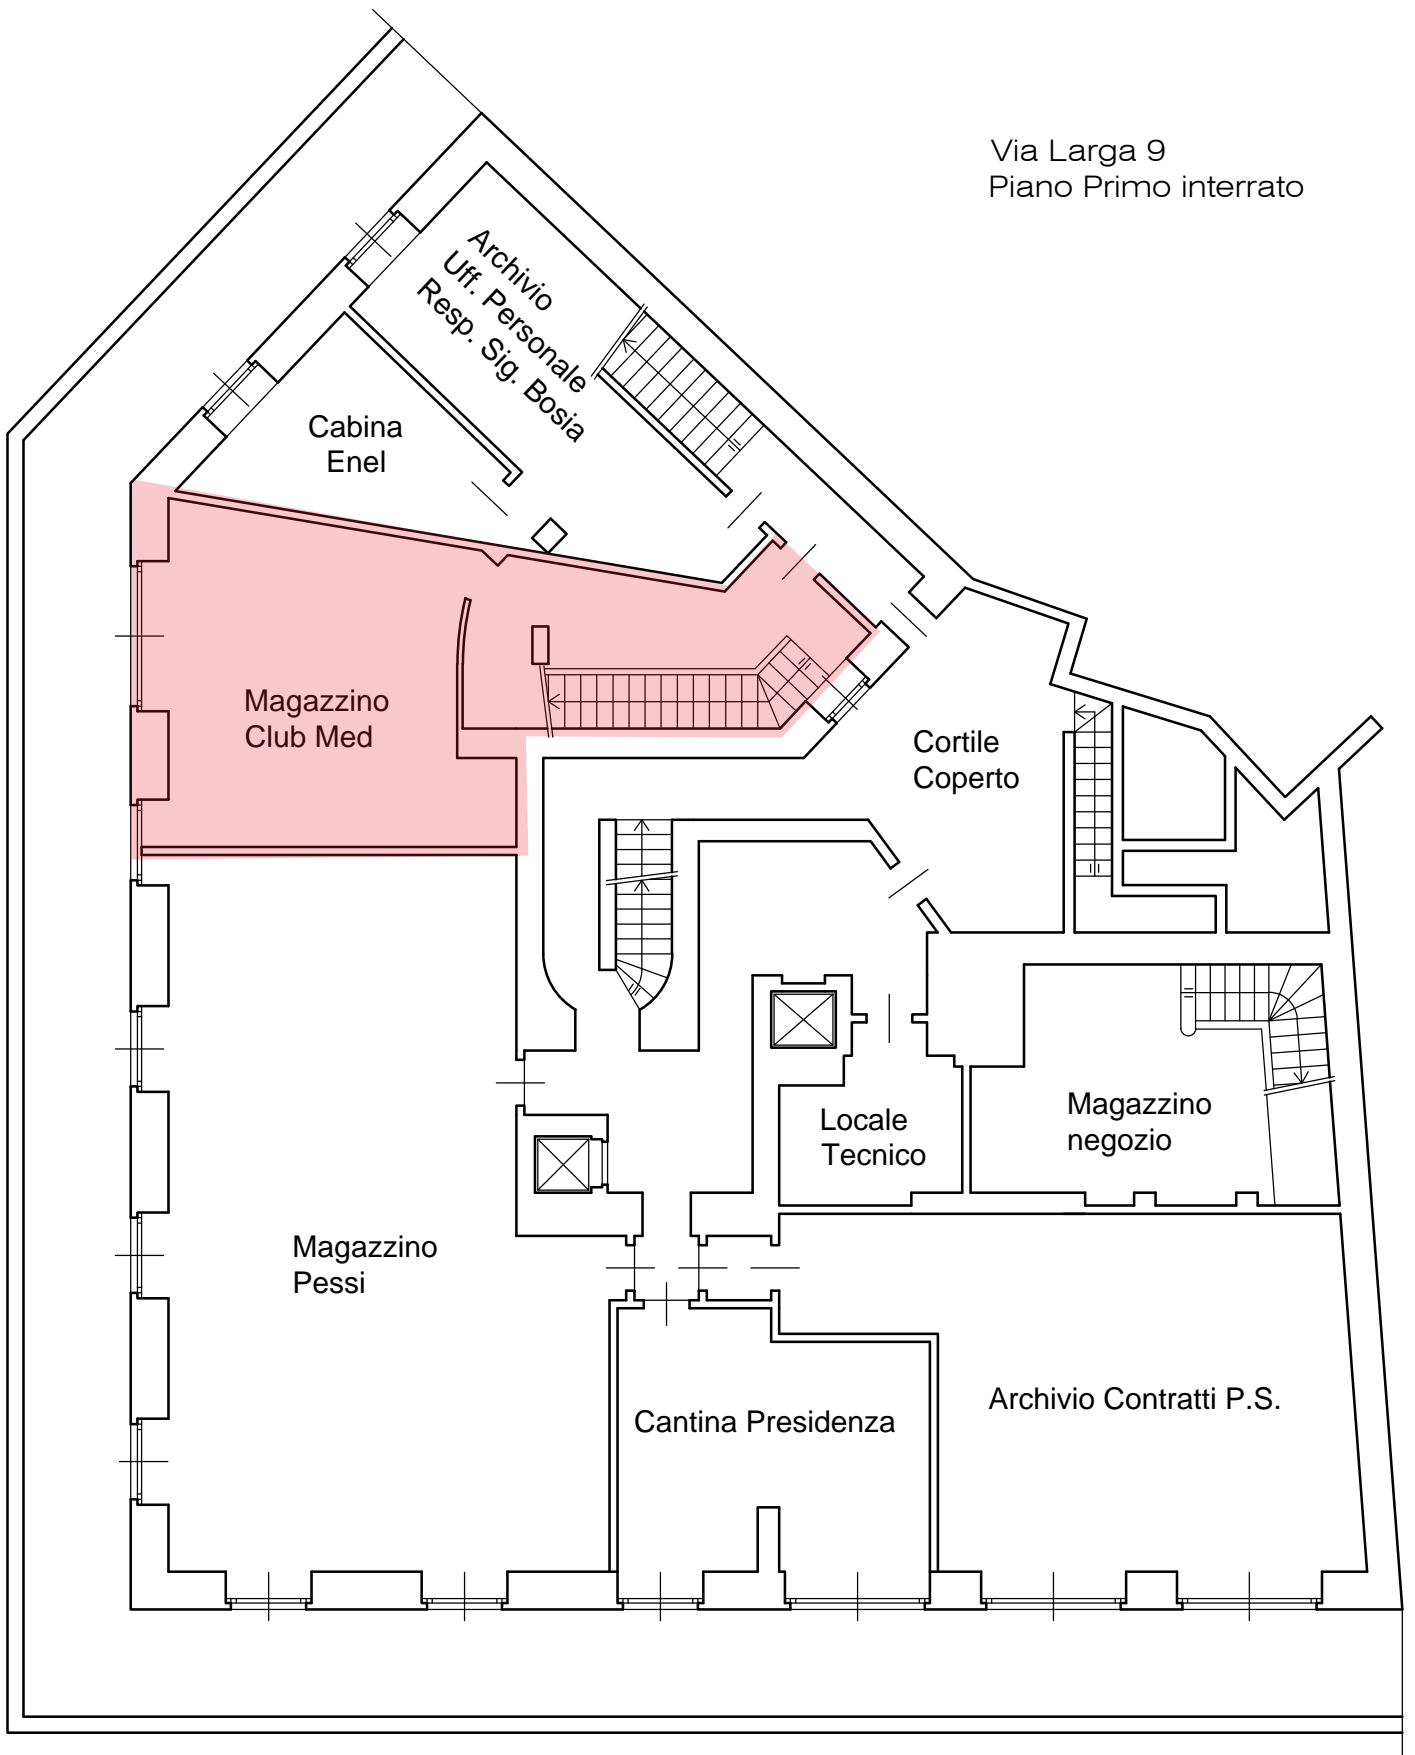 Via Larga 9
Piano Primo interrato
Archivio
Uff. Personale
Resp. Sig. Bosia
Cabina
Enel
Magazzino
Club Med
Cortile
Coperto
Locale
Tecnico
Magazzino
negozio
Magazzino
Pessi
Archivio Contratti P.S.
Cantina Presidenza